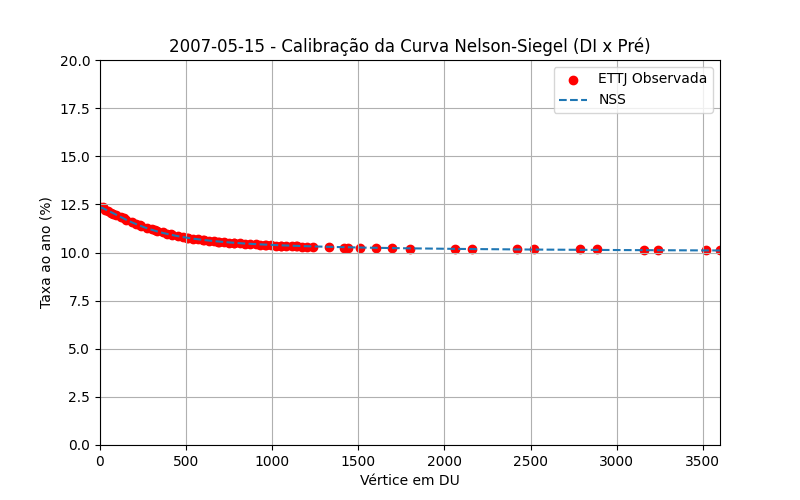 2007-05-15 - Calibração da Curva Nelson-Siegel (DI x Pré)
ETTJ Observada
NSS
20.0
17.5
15.0
12.5
10.0
7.5
5.0
2.5
0.0
Taxa ao ano (%)
0 500 1000 1500 2000 2500 3000 3500
Vértice em DU